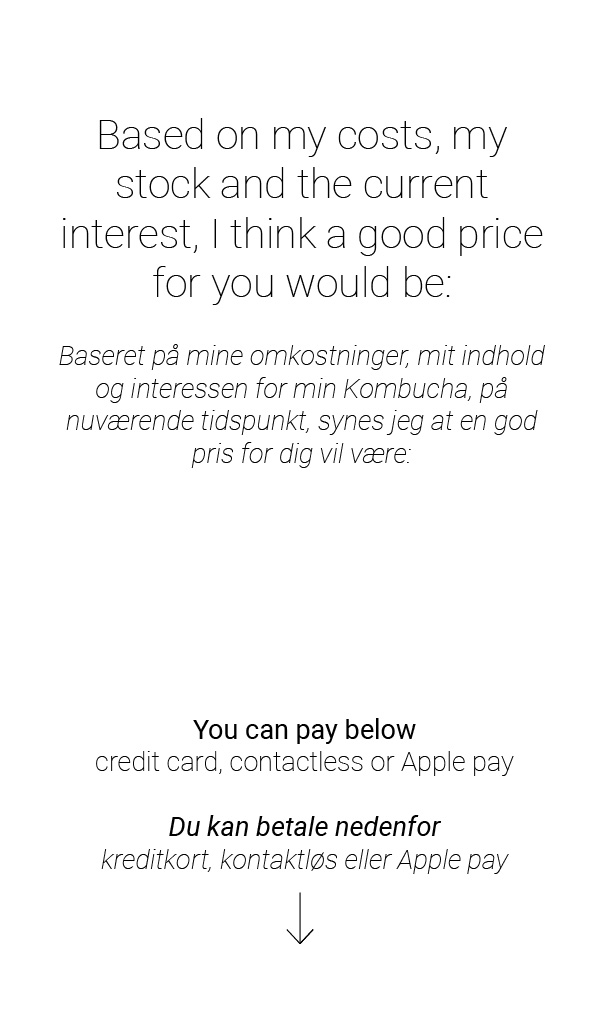 Based on my costs, my
stock and the current
interest, I think a good price
for you would be:
Baseret på mine omkostninger, mit indhold
og interessen for min Kombucha, på
nuværende tidspunkt, synes jeg at en god
pris for dig vil være:
You can pay below
credit card, contactless or Apple pay
Du kan betale nedenfor
kreditkort, kontaktløs eller Apple pay